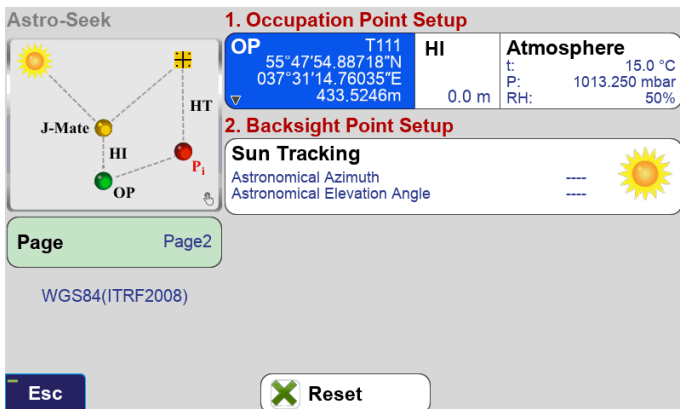 Astro-Seek
J-Mate
HI
HT
OP
Pi
Page Page2
WGS84(ITRF2008)
1. Occupation Point Setup
OP T111
55°47'54.88718"N
037°31'14.76035"E
433.5246m
HI
0.0 m
Atmosphere
t: 15.0 °C
P: 1013.250 mbar
RH: 50%
2. Backsight Point Setup
Sun Tracking
Astronomical Azimuth ----
Astronomical Elevation Angle ----
Esc
Reset